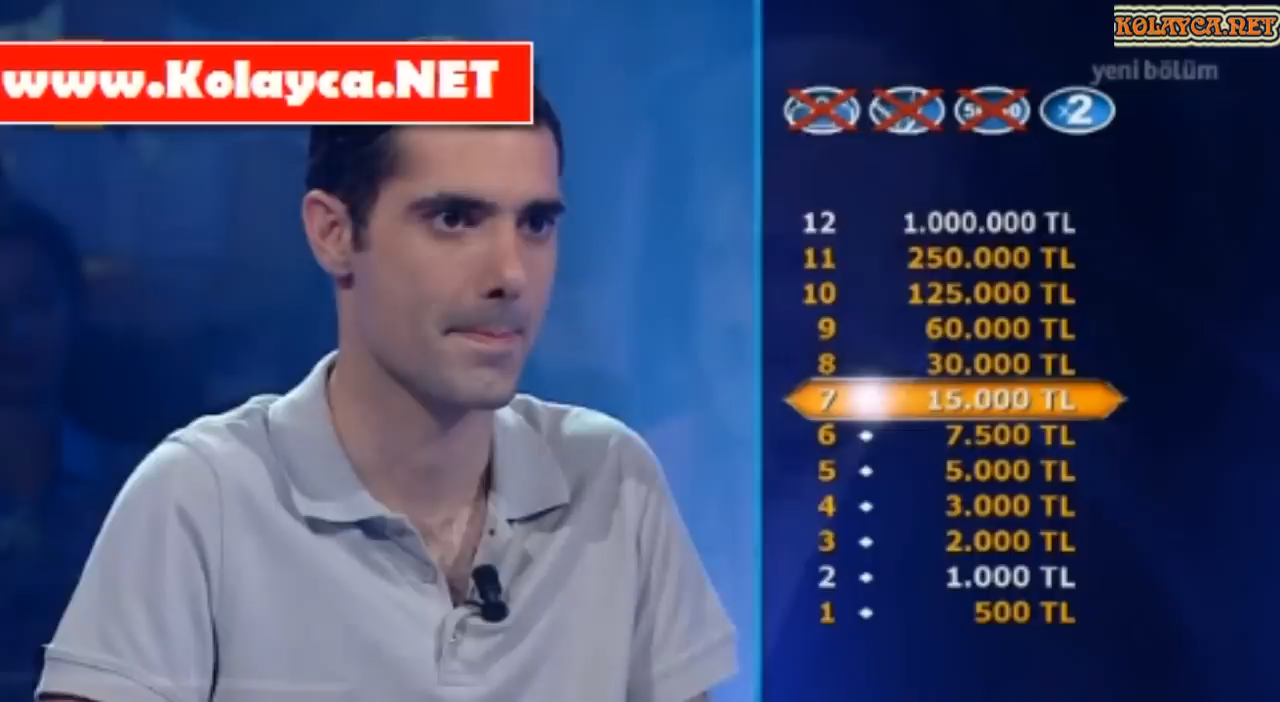 KOLAYCA.NET
www.Kolayca.NET
yeni bölüm
x2
12 1.000.000 TL
11 250.000 TL
10 125.000 TL
9 60.000 TL
8 30.000 TL
7 15.000 TL
6 7.500 TL
5 5.000 TL
4 3.000 TL
3 2.000 TL
2 1.000 TL
1 500 TL